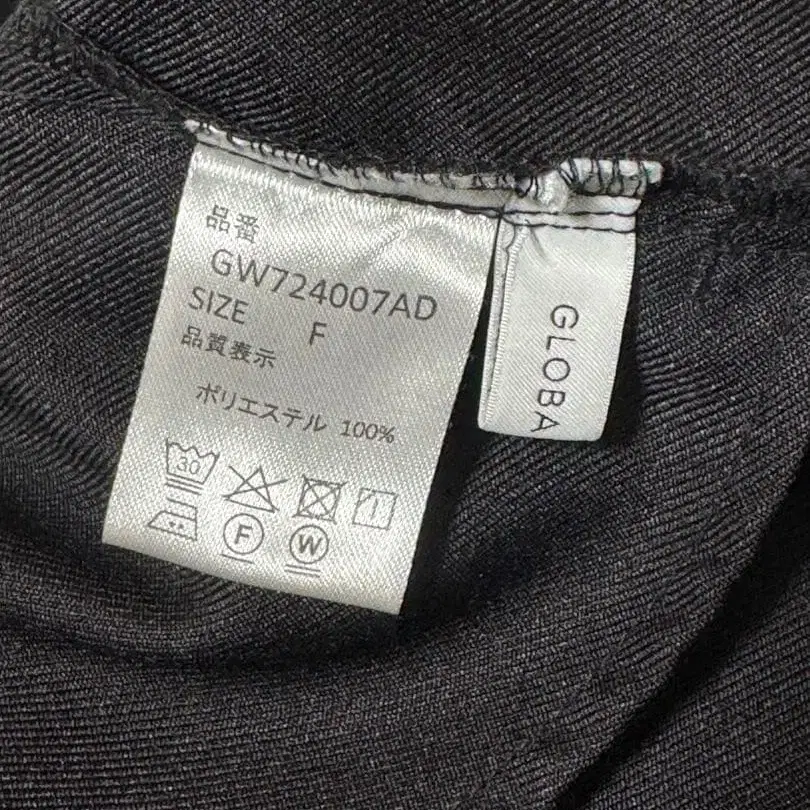 品番
GW724007AD
SIZE F
品質表示
ポリエステル 100%
30
F W
GLOBA